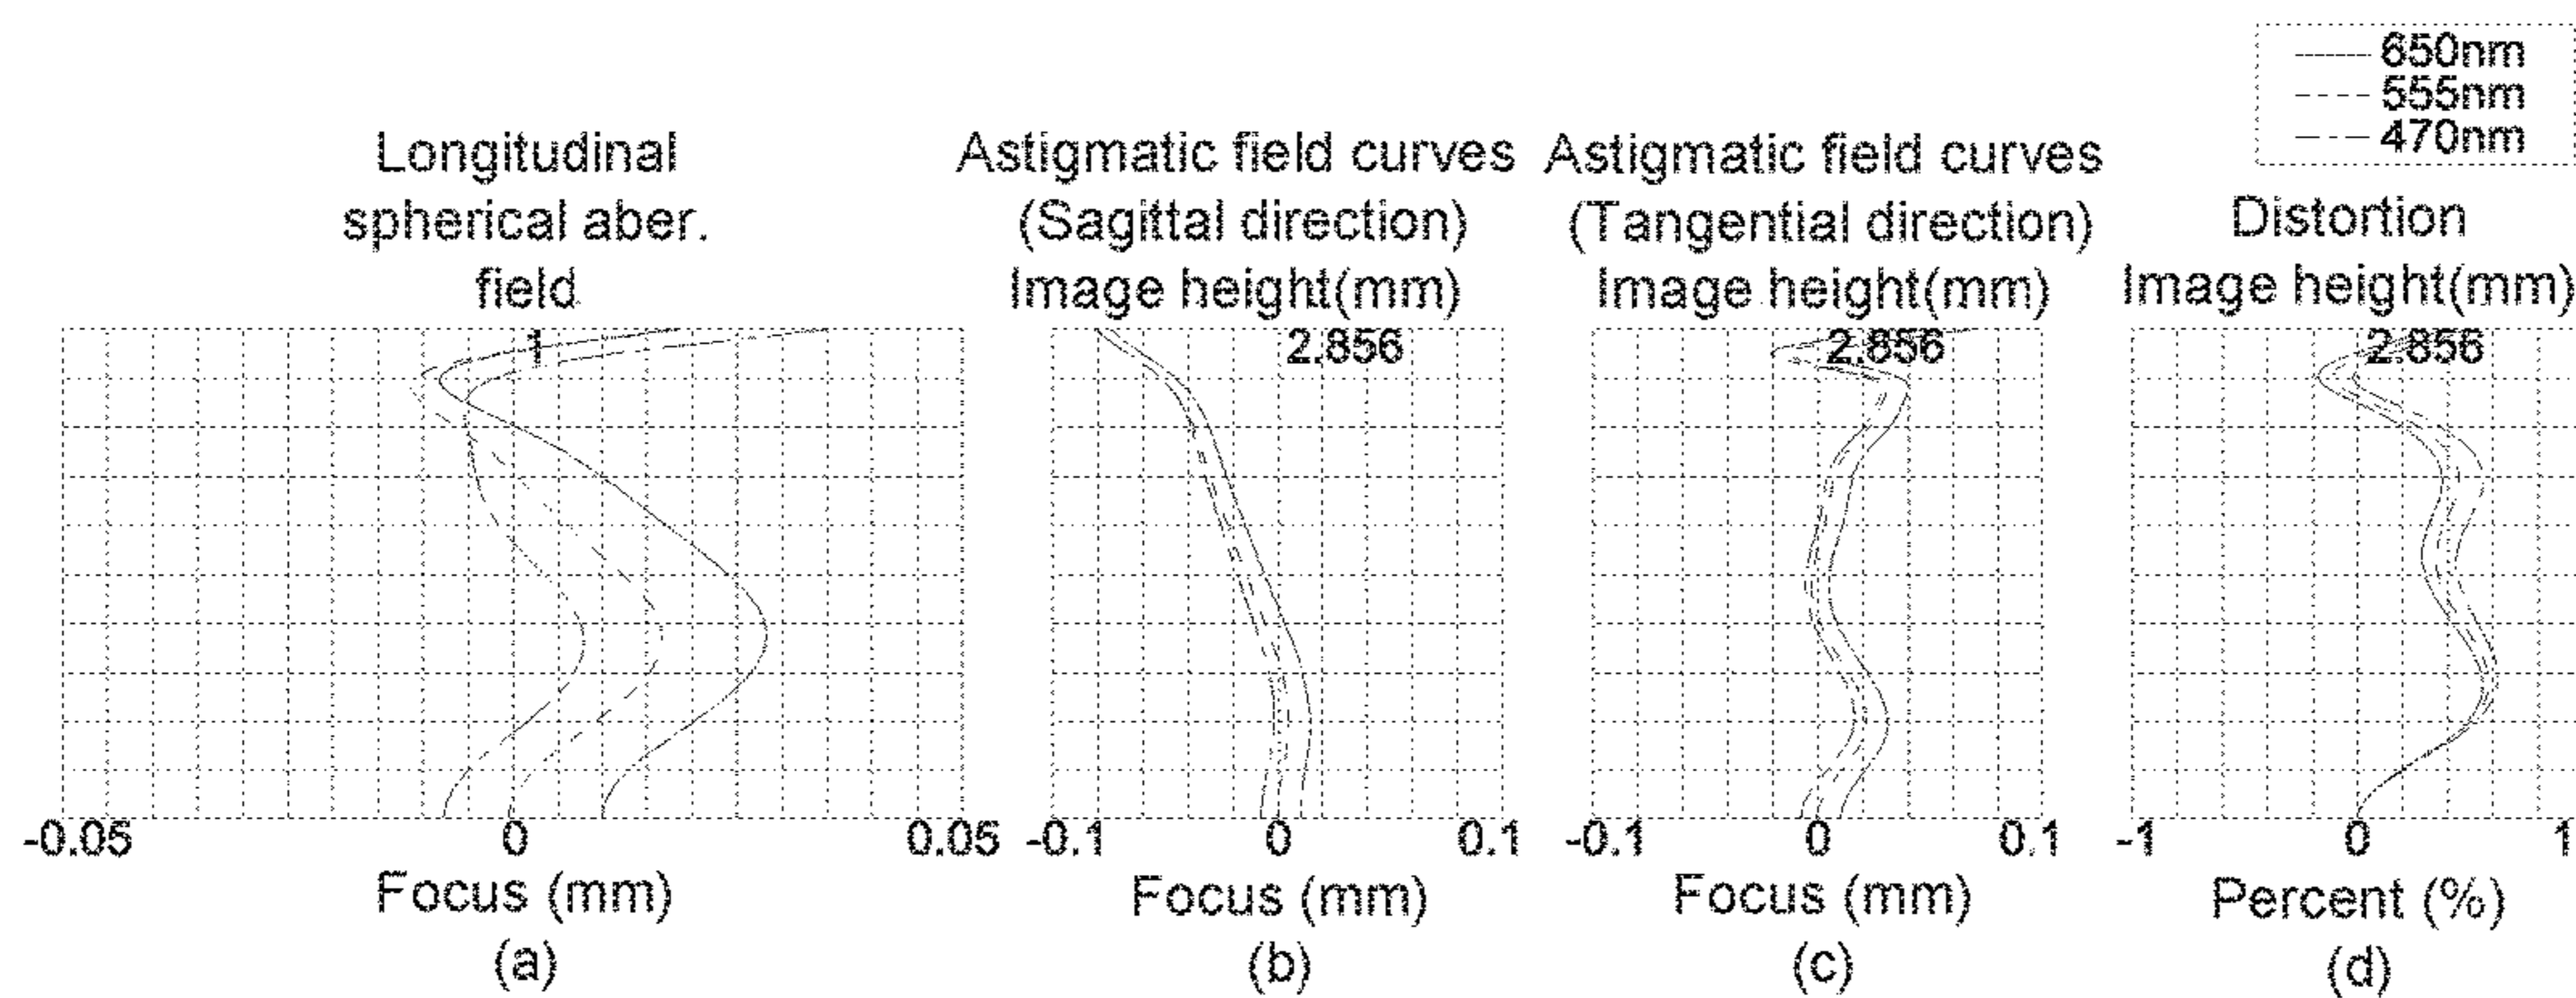 650nm
555nm
470nm
Longitudinal
spherical aber.
field
1
-0.05 0 0.05
Focus (mm)
(a)
Astigmatic field curves
(Sagittal direction)
Image height(mm)
2.856
-0.1 0 0.1
Focus (mm)
(b)
Astigmatic field curves
(Tangential direction)
Image height(mm)
2.856
-0.1 0 0.1
Focus (mm)
(c)
Distortion
Image height(mm)
2.856
-1 0 1
Percent (%)
(d)